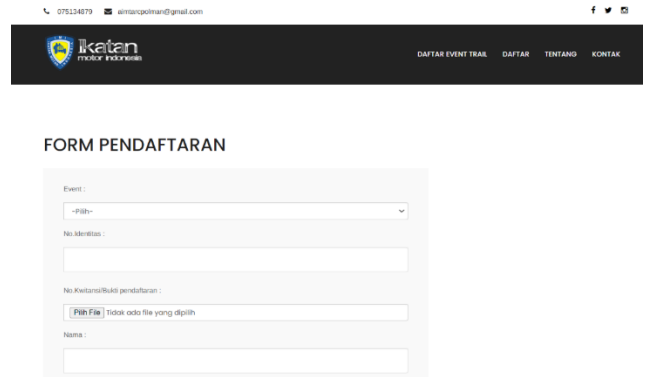 075134879 aimtarcpolman@gmail.com
Ikatan
motor indonesia
DAFTAR EVENT TRAIL DAFTAR TENTANG KONTAK
FORM PENDAFTARAN
Event :
~Pilih~
No.Identitas :
No.Kwitansi/Bukti pendaftaran :
Pilih File Tidak ada file yang dipilih
Nama :